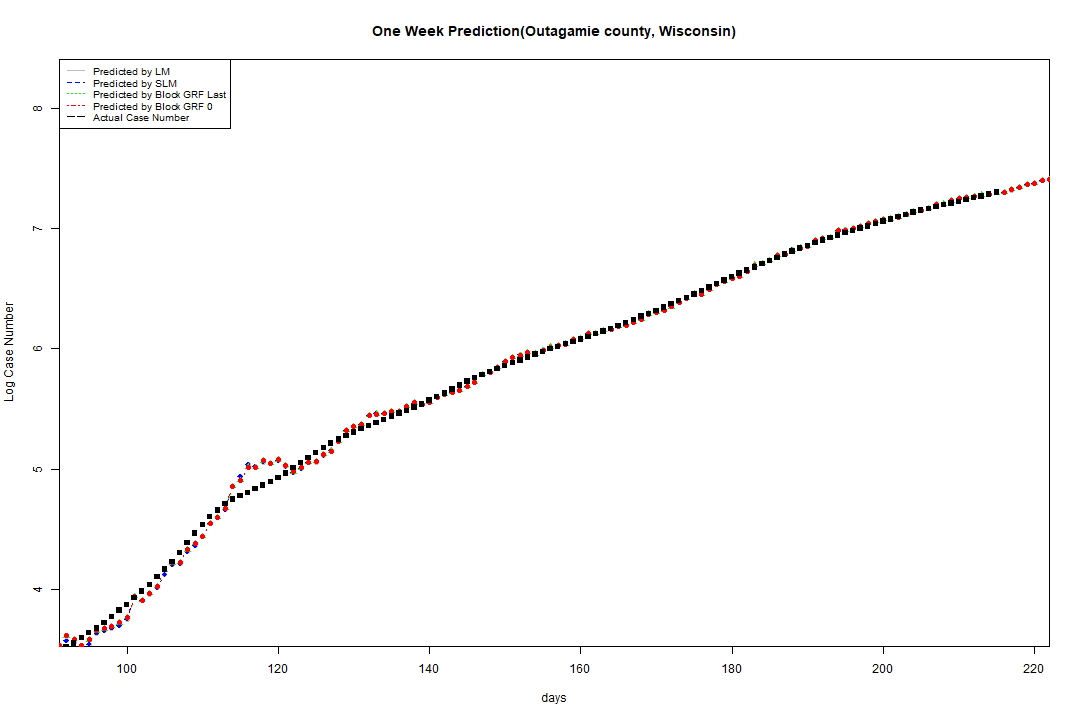 One Week Prediction(Outagamie county, Wisconsin)
Predicted by LM
Predicted by SLM
Predicted by Block GRF Last
Predicted by Block GRF 0
Actual Case Number
8
7
6
5
4
Log Case Number
100 120 140 160 180 200 220
days